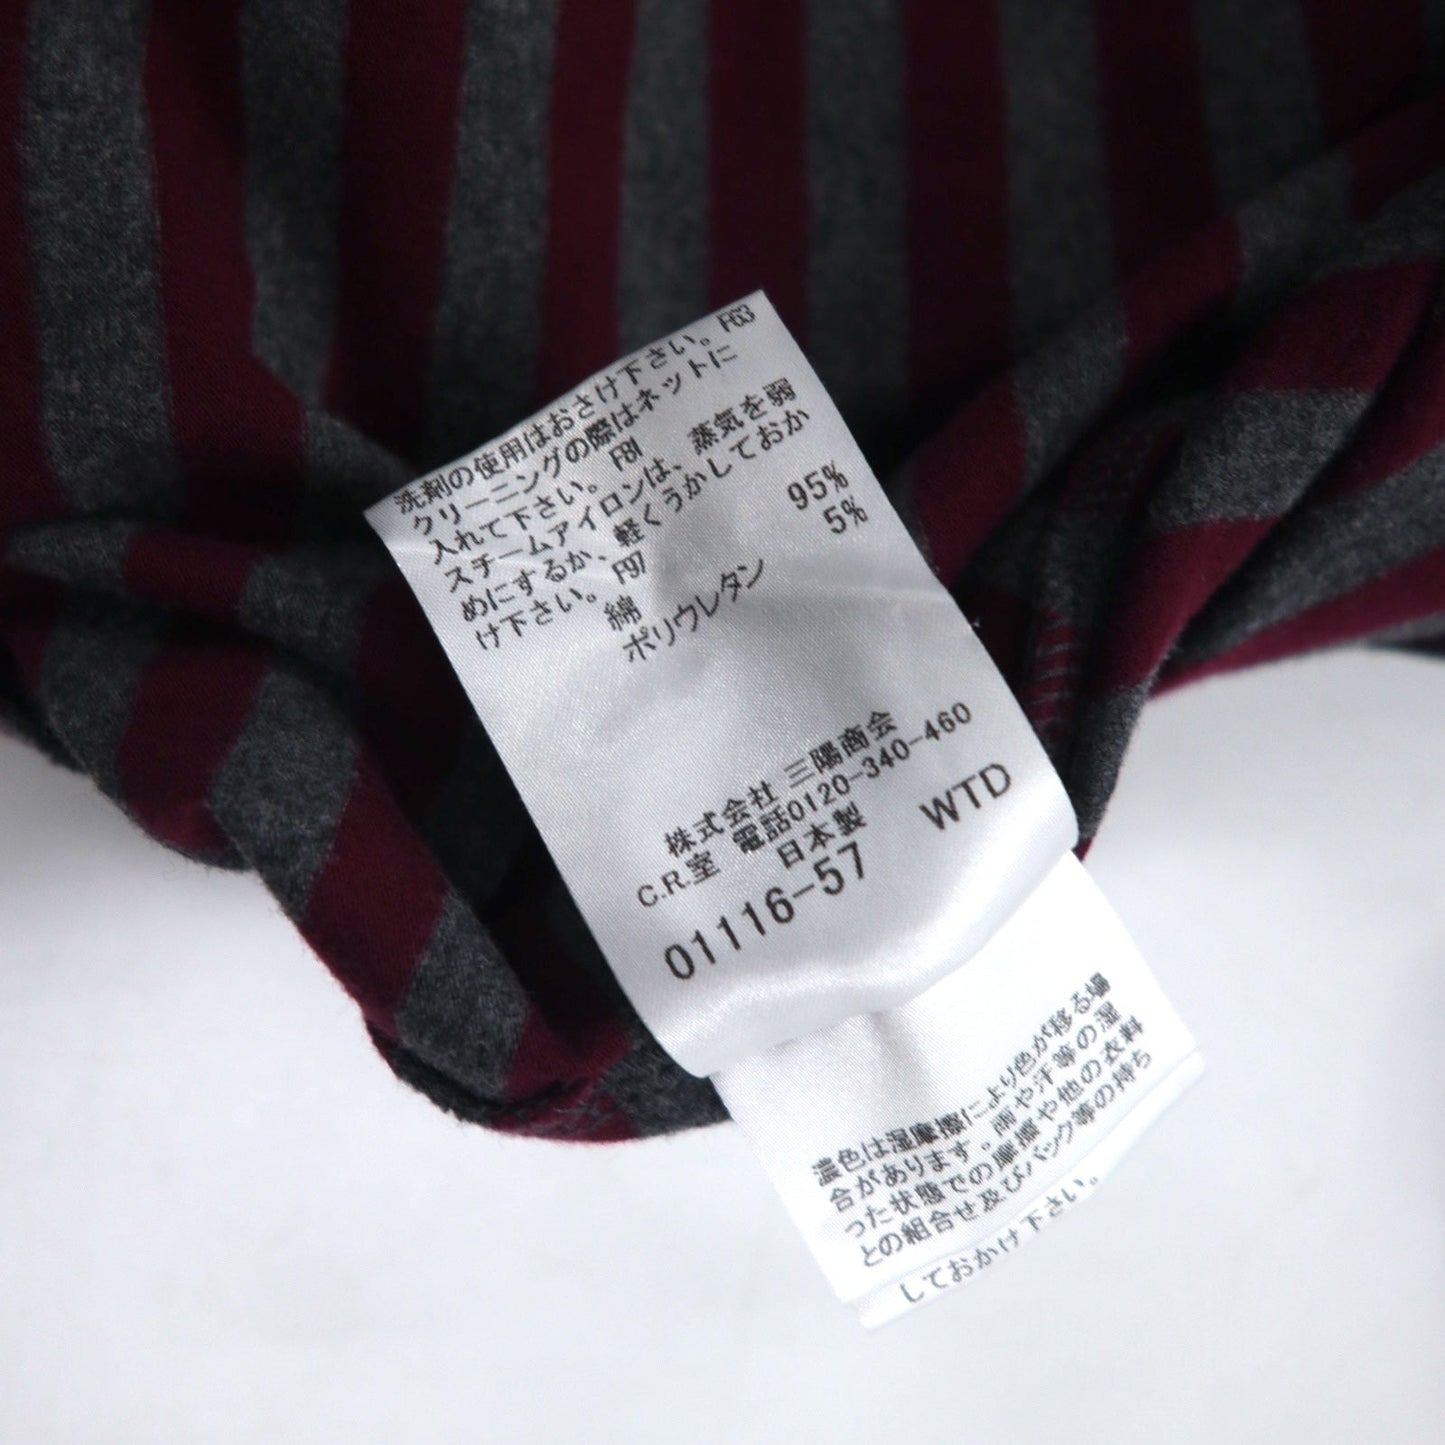 洗剤の使用はおさけ下さい。F63
クリーニングの際はネットに
入れて下さい。F81
スチームアイロンは、蒸気を弱
めにするか、軽くうかしておか
け下さい。F97
綿 95%
ポリウレタン 5%
株式会社 三陽商会
C.R.室 電話0120-340-460
日本製 WTD
01116-57
濃色は湿摩擦により色が移る場
合があります。雨や汗等の湿
った状態での摩擦や他の衣料
との組合せ及びバック等の持ち
しておかけ下さい。